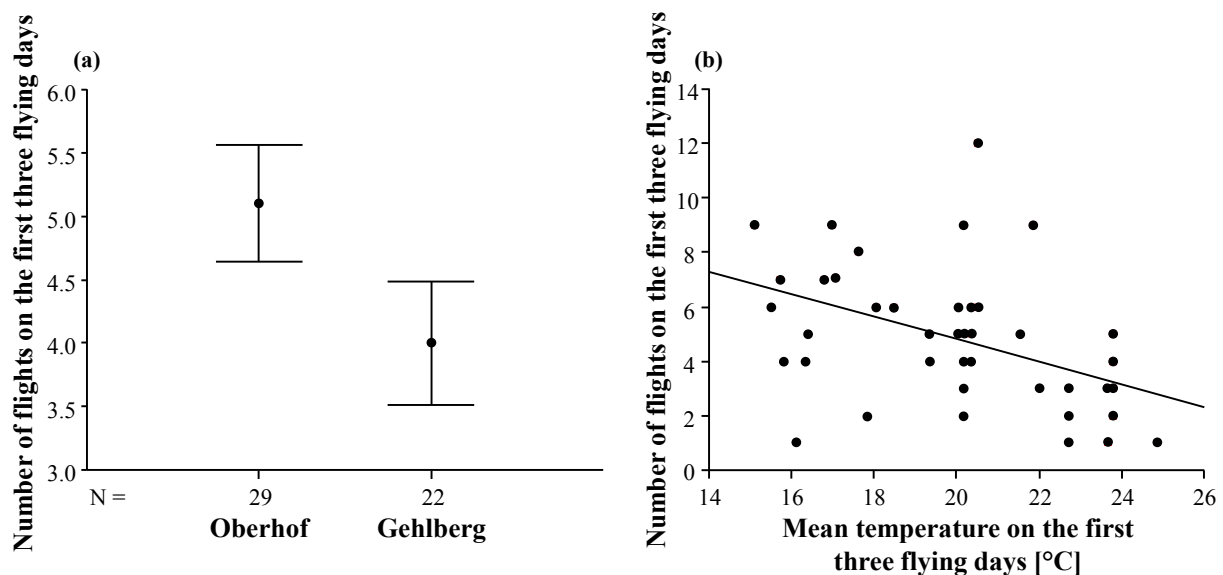 (a)
Number of flights on the first three flying days
6.0
5.5
5.0
4.5
4.0
3.5
3.0
N =
29
22
Oberhof
Gehlberg
(b)
Number of flights on the first three flying days
14
12
10
8
6
4
2
0
14
16
18
20
22
24
26
Mean temperature on the first
three flying days [°C]